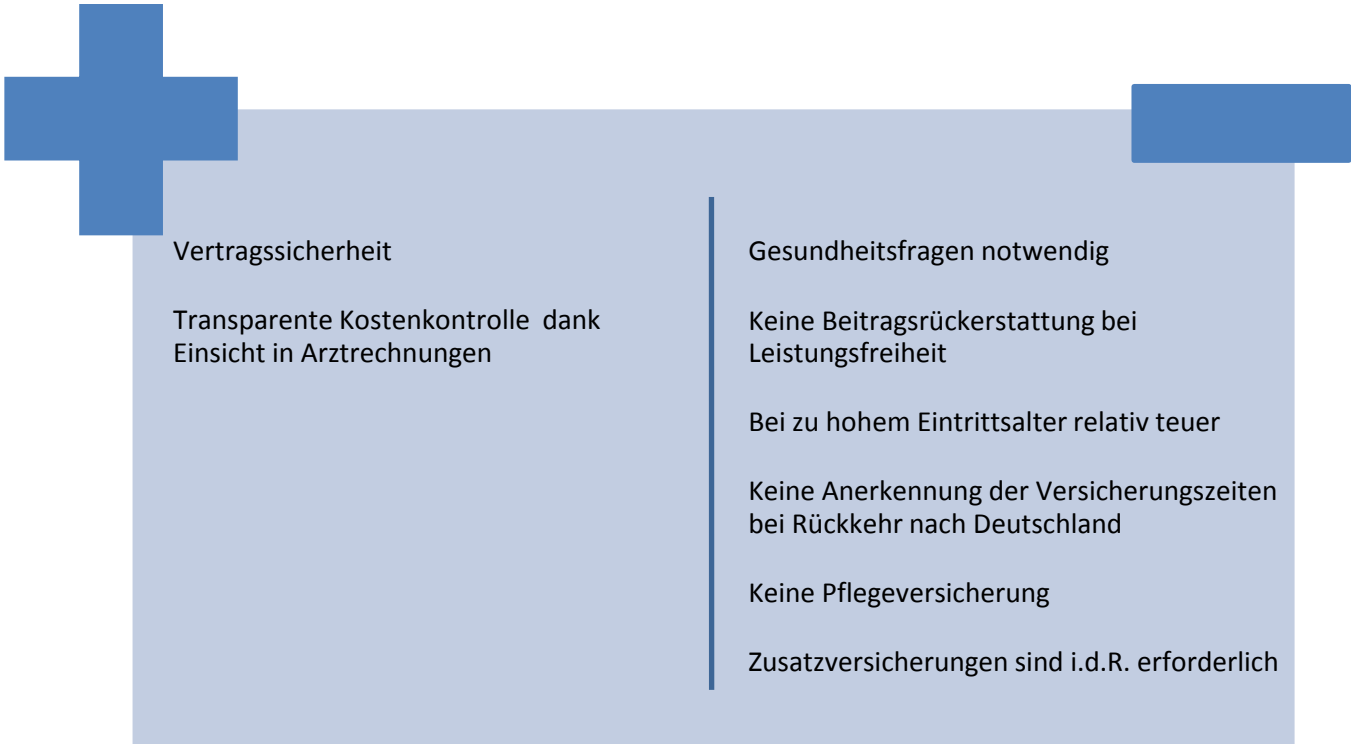 Vertragssicherheit
Transparente Kostenkontrolle  dank
Einsicht in Arztrechnungen
Gesundheitsfragen notwendig
Keine Beitragsrückerstattung bei
Leistungsfreiheit
Bei zu hohem Eintrittsalter relativ teuer
Keine Anerkennung der Versicherungszeiten
bei Rückkehr nach Deutschland
Keine Pflegeversicherung
Zusatzversicherungen sind i.d.R. erforderlich